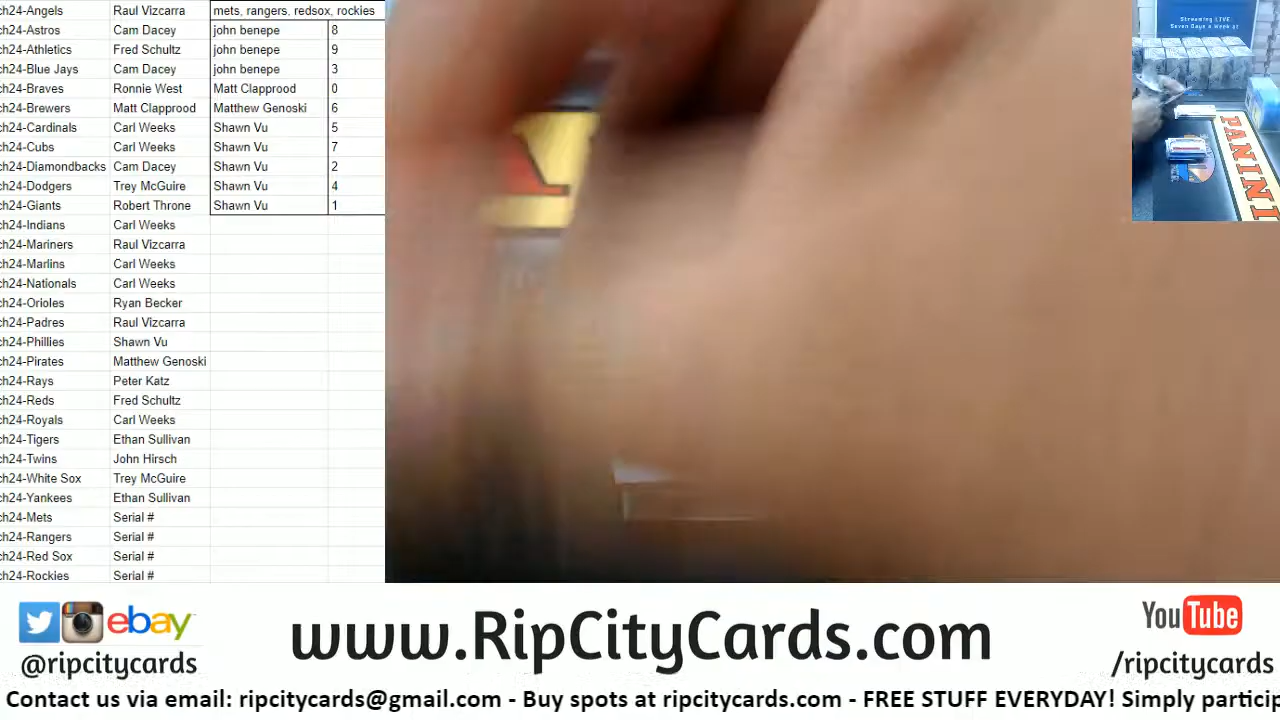 ch24-Angels Raul Vizcarra mets, rangers, redsox, rockies
ch24-Astros Cam Dacey john benepe 8
ch24-Athletics Fred Schultz john benepe 9
ch24-Blue Jays Cam Dacey john benepe 3
ch24-Braves Ronnie West Matt Clapprood 0
ch24-Brewers Matt Clapprood Matthew Genoski 6
ch24-Cardinals Carl Weeks Shawn Vu 5
ch24-Cubs Carl Weeks Shawn Vu 7
ch24-Diamondbacks Cam Dacey Shawn Vu 2
ch24-Dodgers Trey McGuire Shawn Vu 4
ch24-Giants Robert Throne Shawn Vu 1
ch24-Indians Carl Weeks
ch24-Mariners Raul Vizcarra
ch24-Marlins Carl Weeks
ch24-Nationals Carl Weeks
ch24-Orioles Ryan Becker
ch24-Padres Raul Vizcarra
ch24-Phillies Shawn Vu
ch24-Pirates Matthew Genoski
ch24-Rays Peter Katz
ch24-Reds Fred Schultz
ch24-Royals Carl Weeks
ch24-Tigers Ethan Sullivan
ch24-Twins John Hirsch
ch24-White Sox Trey McGuire
ch24-Yankees Ethan Sullivan
ch24-Mets Serial #
ch24-Rangers Serial #
ch24-Red Sox Serial #
ch24-Rockies Serial #
Streaming LIVE
Seven Days a Week at
PANINI
ebay
@ripcitycards
www.RipCityCards.com
YouTube
/ripcitycards
Contact us via email: ripcitycards@gmail.com - Buy spots at ripcitycards.com - FREE STUFF EVERYDAY! Simply particip